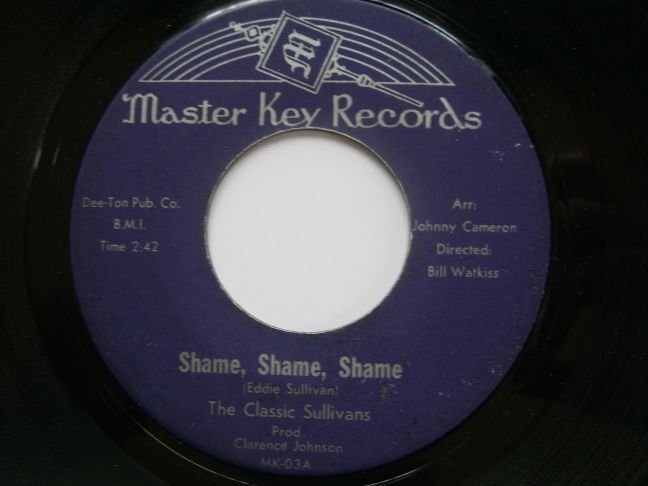 M
Master Key Records
Dee-Ton Pub. Co.
B.M.I.
Time 2:42
Arr:
Johnny Cameron
Directed:
Bill Watkiss
Shame, Shame, Shame
(Eddie Sullivan)
The Classic Sullivans
Prod.
Clarence Johnson
MK-03A